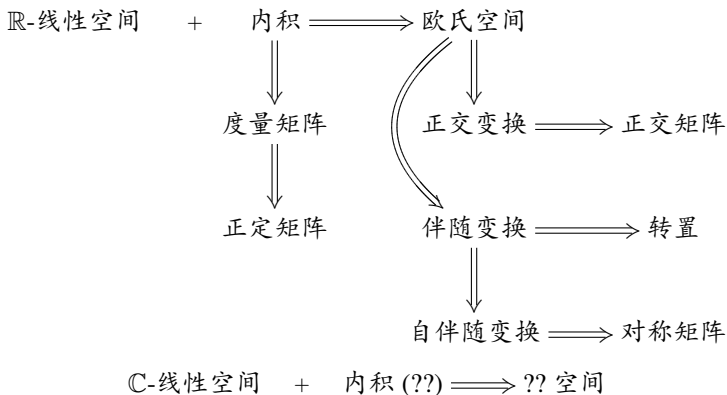 ℝ-线性空间 + 内积 ⟹ 欧氏空间
度量矩阵 正交变换 ⟹ 正交矩阵
正定矩阵 伴随变换 ⟹ 转置
自伴随变换 ⟹ 对称矩阵
ℂ-线性空间 + 内积 (??) ⟹ ?? 空间